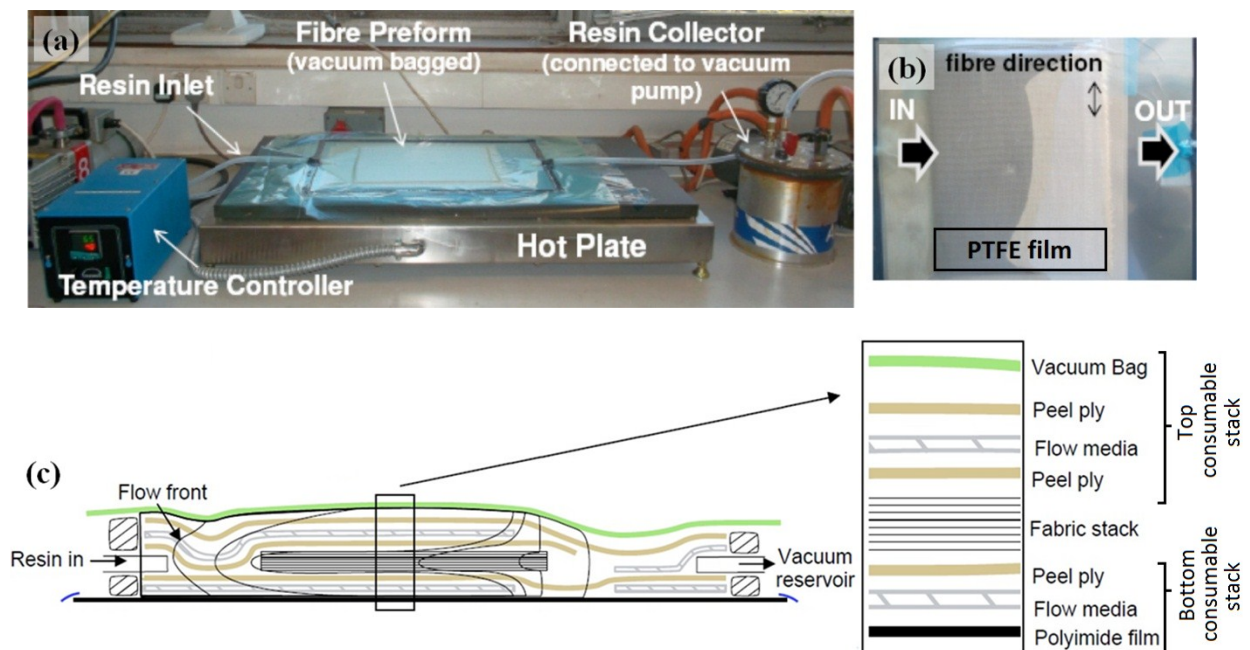 (a)
Fibre Preform
(vacuum bagged)
Resin Inlet
Resin Collector
(connected to vacuum
pump)
8
Hot Plate
Temperature Controller
(b)
fibre direction
IN
OUT
PTFE film
(c)
Flow front
Resin in
Vacuum
reservoir
Vacuum Bag
Peel ply
Flow media
Peel ply
Fabric stack
Peel ply
Flow media
Polyimide film
Top
consumable
stack
Bottom
consumable
stack